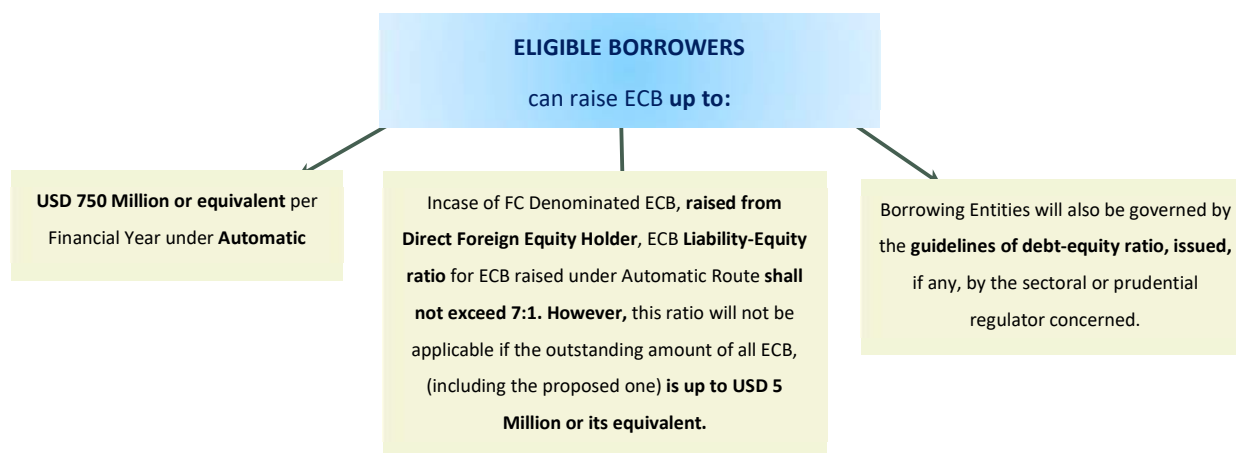 ELIGIBLE BORROWERS
can raise ECB up to:
USD 750 Million or equivalent per
Financial Year under Automatic
Incase of FC Denominated ECB, raised from
Direct Foreign Equity Holder, ECB Liability-Equity
ratio for ECB raised under Automatic Route shall
not exceed 7:1. However, this ratio will not be
applicable if the outstanding amount of all ECB,
(including the proposed one) is up to USD 5
Million or its equivalent.
Borrowing Entities will also be governed by
the guidelines of debt-equity ratio, issued,
if any, by the sectoral or prudential
regulator concerned.